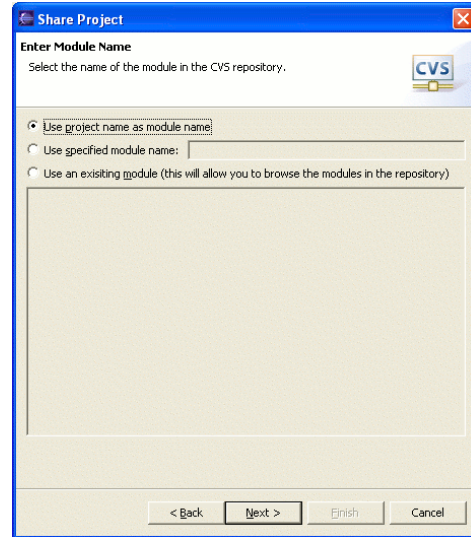 Share Project
Enter Module Name
Select the name of the module in the CVS repository.
CVS
Use project name as module name
Use specified module name:
Use an exisiting module (this will allow you to browse the modules in the repository)
< Back Next > Finish Cancel